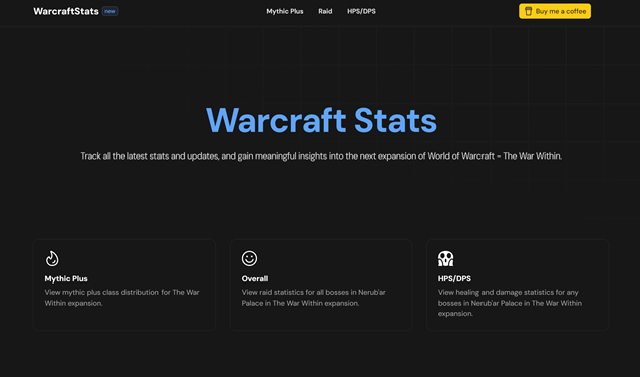 WarcraftStats new
Mythic Plus Raid HPS/DPS
Buy me a coffee
Warcraft Stats
Track all the latest stats and updates, and gain meaningful insights into the next expansion of World of Warcraft = The War Within.
Mythic Plus
View mythic plus class distribution for The War
Within expansion.
Overall
View raid statistics for all bosses in Nerub'ar
Palace in The War Within expansion.
HPS/DPS
View healing and damage statistics for any
bosses in Nerub'ar Palace in The War Within
expansion.